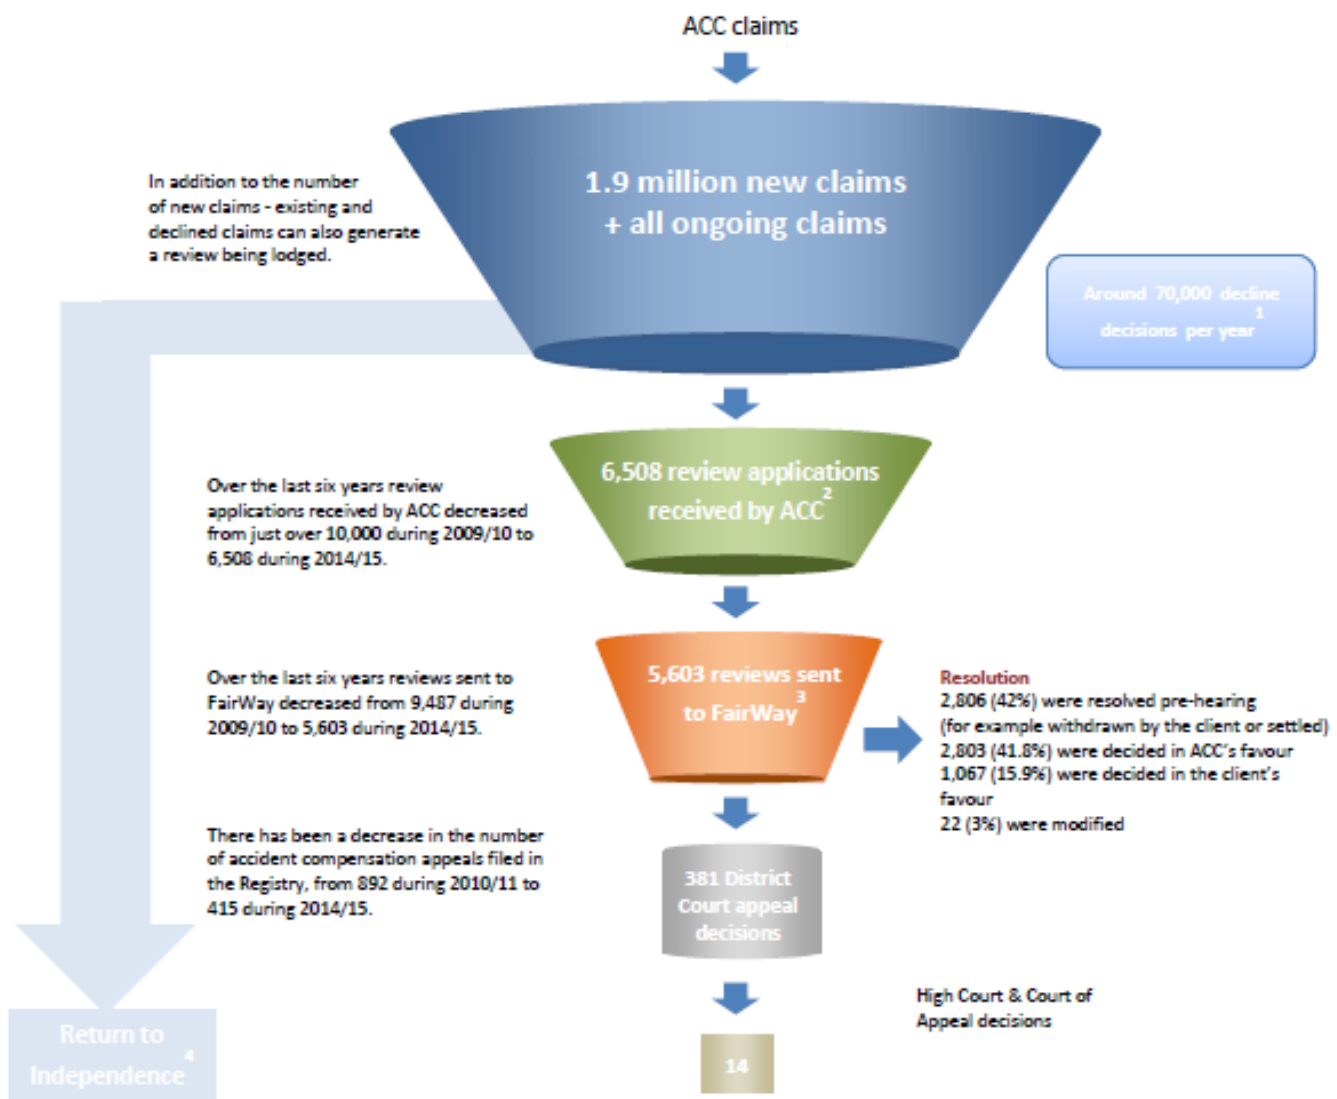 ACC claims
1.9 million new claims
+ all ongoing claims
In addition to the number
of new claims - existing and
declined claims can also generate
a review being lodged.
Around 70,000 decline
decisions per year1
6,508 review applications
received by ACC2
Over the last six years review
applications received by ACC decreased
from just over 10,000 during 2009/10 to
6,508 during 2014/15.
5,603 reviews sent
to FairWay3
Over the last six years reviews sent to
FairWay decreased from 9,487 during
2009/10 to 5,603 during 2014/15.
Resolution
2,806 (42%) were resolved pre-hearing
(for example withdrawn by the client or settled)
2,803 (41.8%) were decided in ACC's favour
1,067 (15.9%) were decided in the client's
favour
22 (3%) were modified
There has been a decrease in the number
of accident compensation appeals filed in
the Registry, from 892 during 2010/11 to
415 during 2014/15.
381 District
Court appeal
decisions
High Court & Court of
Appeal decisions
14
Return to
Independence4